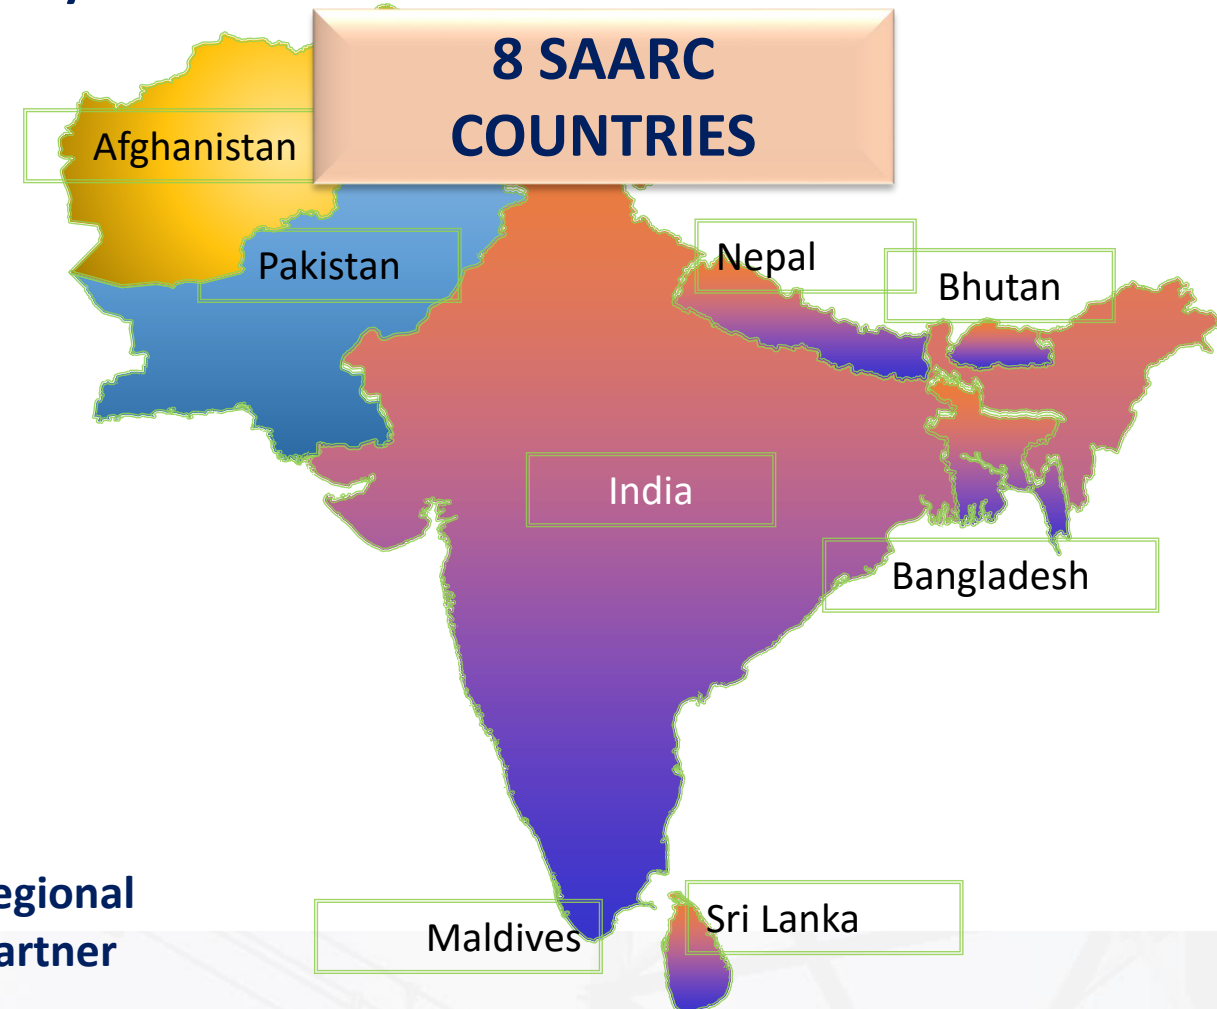 8 SAARC
COUNTRIES
Afghanistan
Pakistan
Nepal
Bhutan
India
Bangladesh
egional
artner
Maldives
Sri Lanka